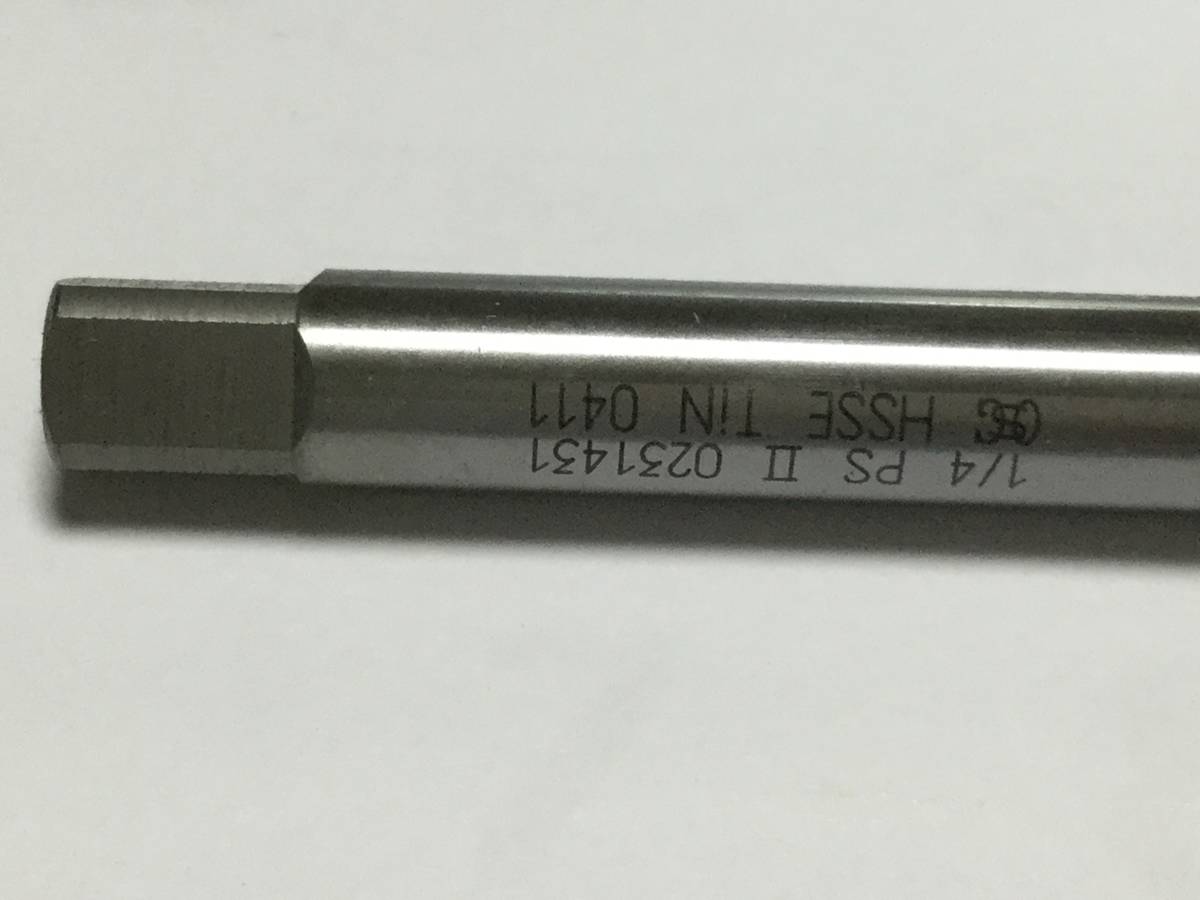 1/4 PS II 0231431
OSG HSSE TiN 0411